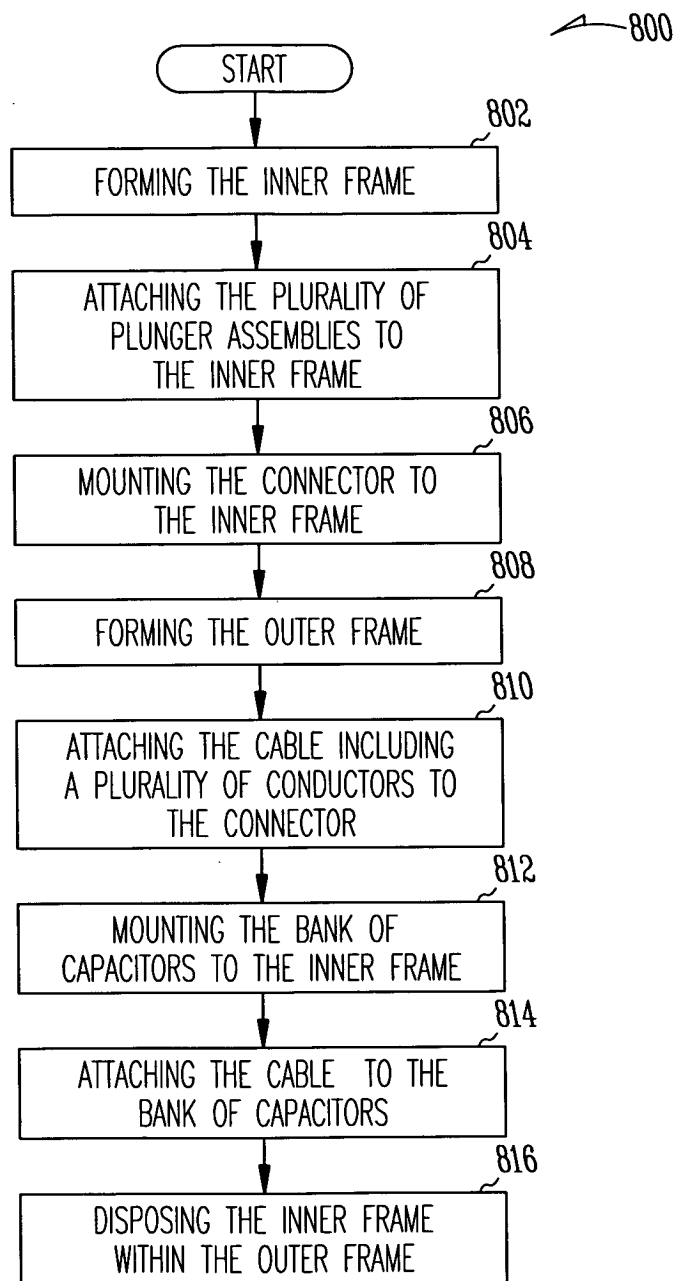 800
START
802
FORMING THE INNER FRAME
804
ATTACHING THE PLURALITY OF
PLUNGER ASSEMBLIES TO
THE INNER FRAME
806
MOUNTING THE CONNECTOR TO
THE INNER FRAME
808
FORMING THE OUTER FRAME
810
ATTACHING THE CABLE INCLUDING
A PLURALITY OF CONDUCTORS TO
THE CONNECTOR
812
MOUNTING THE BANK OF
CAPACITORS TO THE INNER FRAME
814
ATTACHING THE CABLE TO THE
BANK OF CAPACITORS
816
DISPOSING THE INNER FRAME
WITHIN THE OUTER FRAME